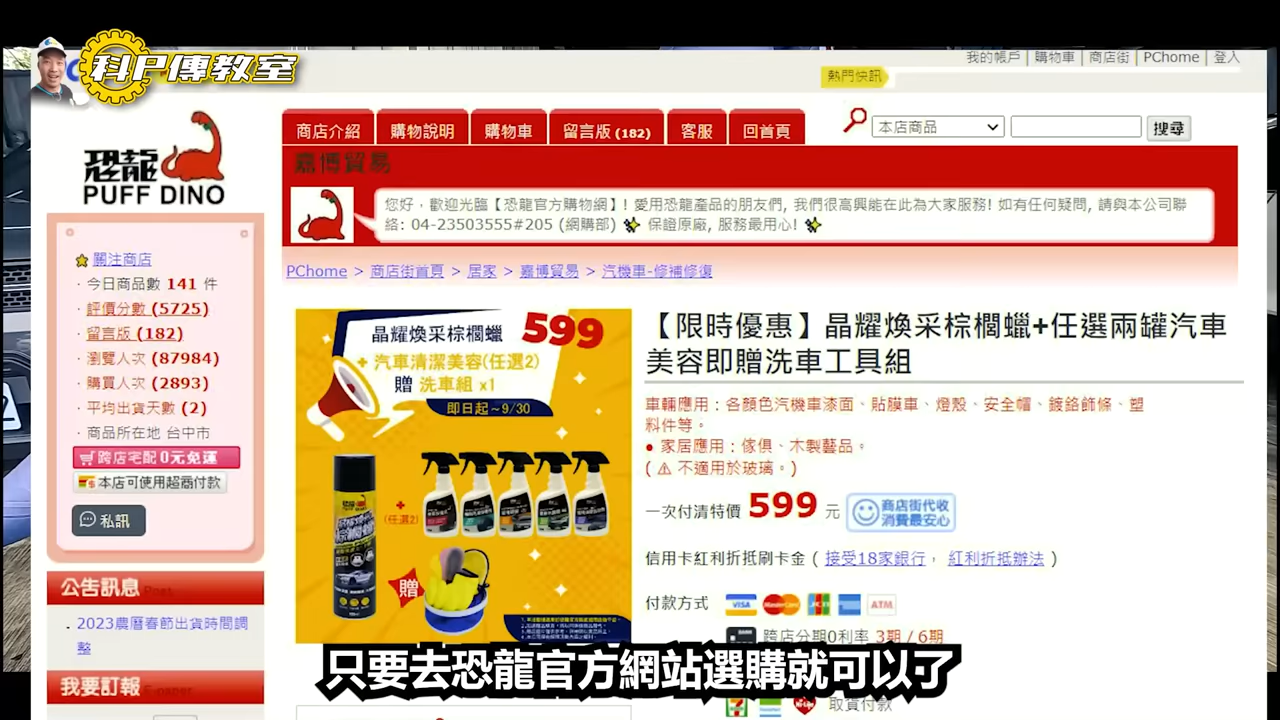 科P傳教室
我的帳戶 | 購物車 | 商店街 | PChome | 登入
熱門快訊
恐龍
PUFF DINO
商店介紹
購物說明
購物車
留言版 (182)
客服
回首頁
本店商品
搜尋
嘉博貿易
您好，歡迎光臨【恐龍官方購物網】! 愛用恐龍產品的朋友們, 我們很高興能在此為大家服務! 如有任何疑問, 請與本公司聯
絡: 04-23503555#205 (網購部) ✨ 保證原廠, 服務最用心! ✨
PChome > 商店街首頁 > 居家 > 嘉博貿易 > 汽機車-修補修復
關注商店
· 今日商品數 141 件
· 評價分數 (5725)
· 留言版 (182)
· 瀏覽人次 (87984)
· 購買人次 (2893)
· 平均出貨天數 (2)
· 商品所在地 台中市
跨店宅配0元免運
本店可使用超商付款
私訊
公告訊息
2023農曆春節出貨時間調
整
我要訂報
晶耀煥采棕櫚蠟 599
+ 汽車清潔美容(任選2)
贈 洗車組 x1
即日起~9/30
+
(任選2)
贈
【限時優惠】晶耀煥采棕櫚蠟+任選兩罐汽車
美容即贈洗車工具組
車輛應用：各顏色汽機車漆面、貼膜車、燈殼、安全帽、鍍鉻飾條、塑
料件等。
● 家居應用：傢俱、木製藝品。
( ⚠ 不適用於玻璃。)
一次付清特價 599 元
商店街代收
消費最安心
信用卡紅利折抵刷卡金 ( 接受18家銀行， 紅利折抵辦法 )
付款方式
VISA
MasterCard
JCB
ATM
跨店分期0利率 3期 / 6期
取貨付款
只要去恐龍官方網站選購就可以了